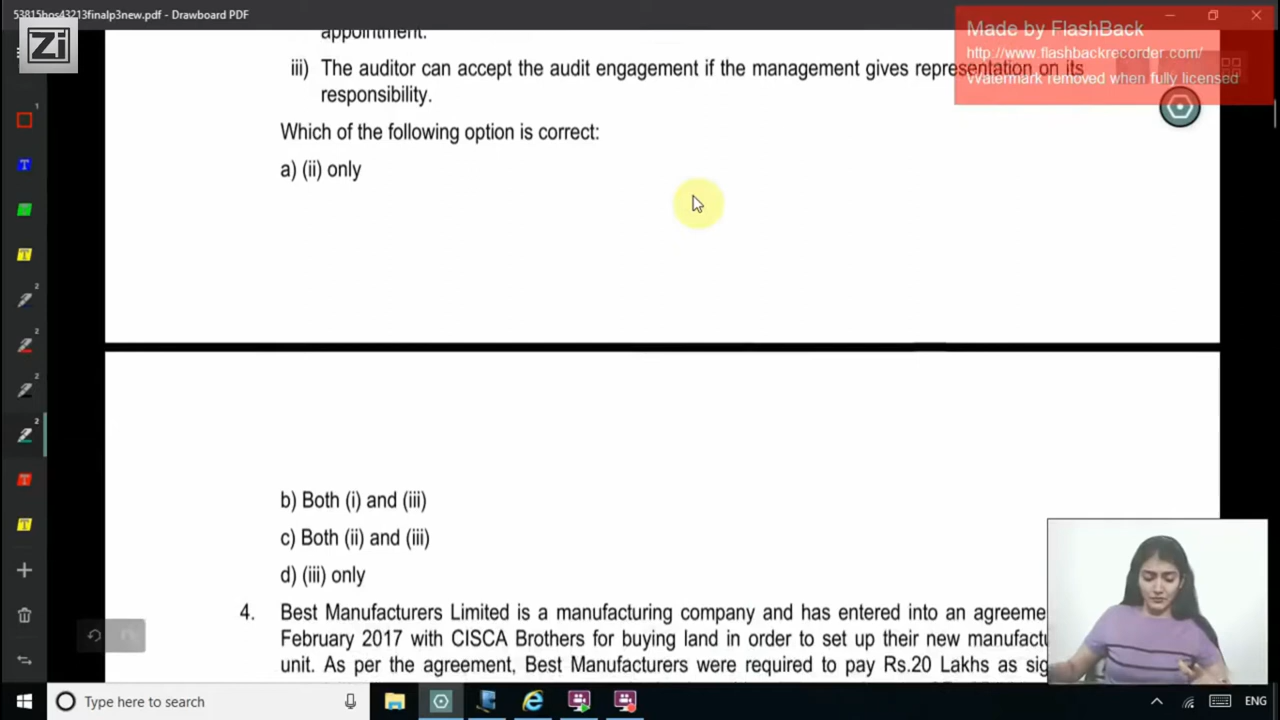 53815bos43213finalp3new.pdf - Drawboard PDF
Zi
Made by FlashBack
http://www.flashbackrecorder.com/
Watermark removed when fully licensed
appointment.
iii) The auditor can accept the audit engagement if the management gives representation on its
responsibility.
Which of the following option is correct:
a) (ii) only
b) Both (i) and (iii)
c) Both (ii) and (iii)
d) (iii) only
4. Best Manufacturers Limited is a manufacturing company and has entered into an agreeme
February 2017 with CISCA Brothers for buying land in order to set up their new manufactu
unit. As per the agreement, Best Manufacturers were required to pay Rs.20 Lakhs as sig
Type here to search
ENG